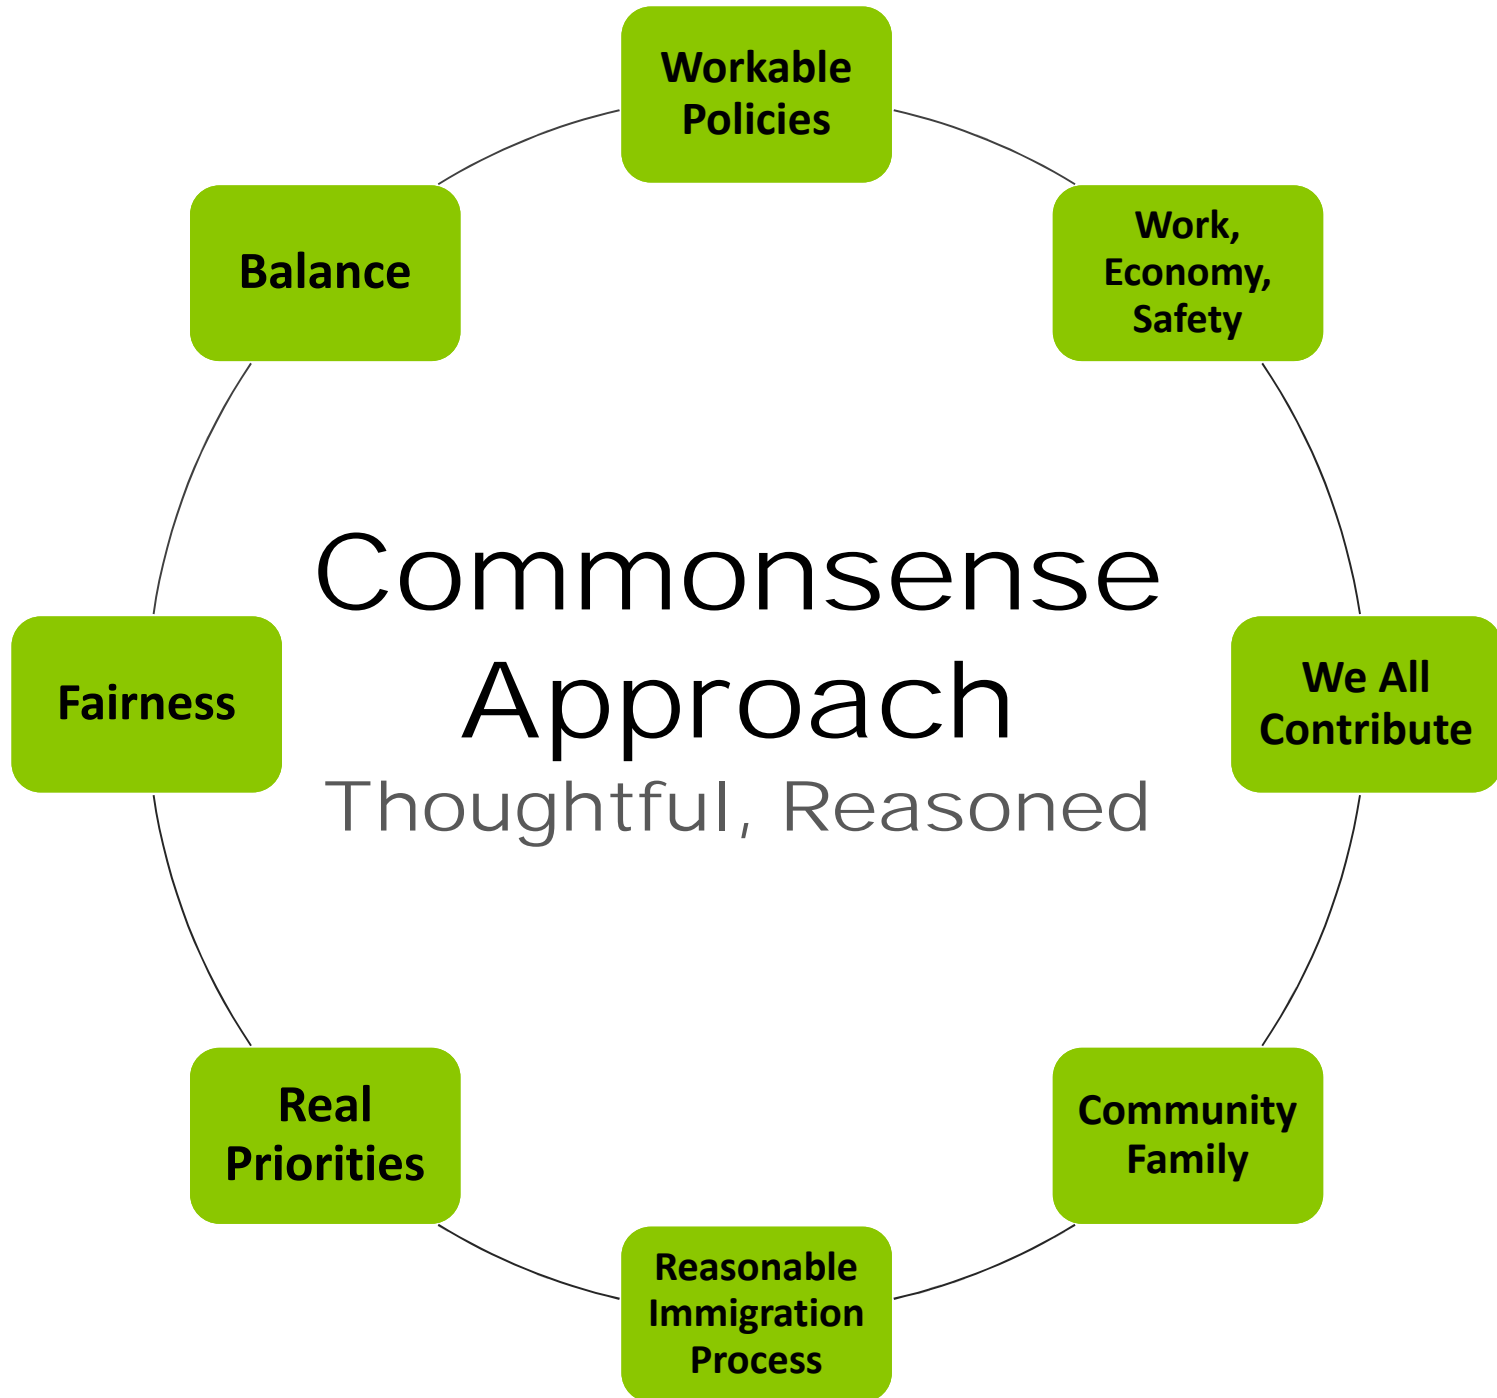 Workable
Policies
Work,
Economy,
Safety
We All
Contribute
Community
Family
Reasonable
Immigration
Process
Real
Priorities
Fairness
Balance
Commonsense
Approach
Thoughtful, Reasoned